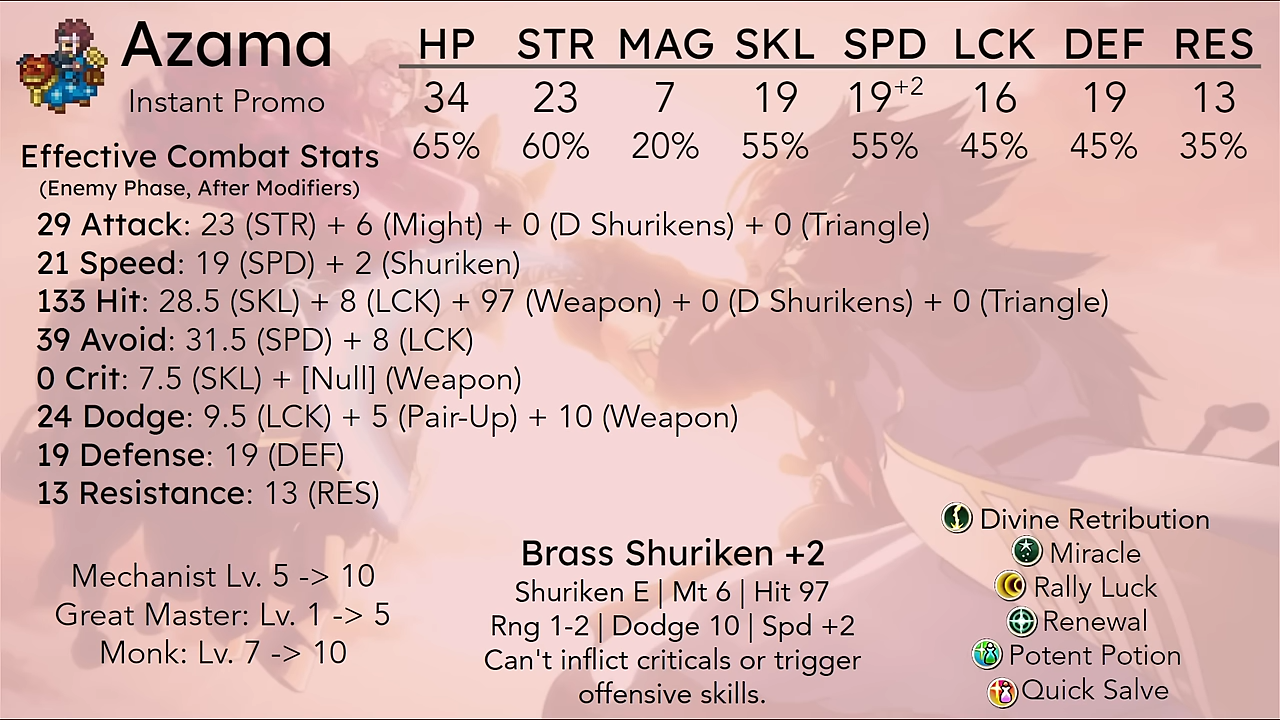 Azama
Instant Promo
HP STR MAG SKL SPD LCK DEF RES
34 23 7 19 19+2 16 19 13
65% 60% 20% 55% 55% 45% 45% 35%
Effective Combat Stats
(Enemy Phase, After Modifiers)
29 Attack: 23 (STR) + 6 (Might) + 0 (D Shurikens) + 0 (Triangle)
21 Speed: 19 (SPD) + 2 (Shuriken)
133 Hit: 28.5 (SKL) + 8 (LCK) + 97 (Weapon) + 0 (D Shurikens) + 0 (Triangle)
39 Avoid: 31.5 (SPD) + 8 (LCK)
0 Crit: 7.5 (SKL) + [Null] (Weapon)
24 Dodge: 9.5 (LCK) + 5 (Pair-Up) + 10 (Weapon)
19 Defense: 19 (DEF)
13 Resistance: 13 (RES)
Mechanist Lv. 5 -> 10
Great Master: Lv. 1 -> 5
Monk: Lv. 7 -> 10
Brass Shuriken +2
Shuriken E | Mt 6 | Hit 97
Rng 1-2 | Dodge 10 | Spd +2
Can't inflict criticals or trigger
offensive skills.
Divine Retribution
Miracle
Rally Luck
Renewal
Potent Potion
Quick Salve